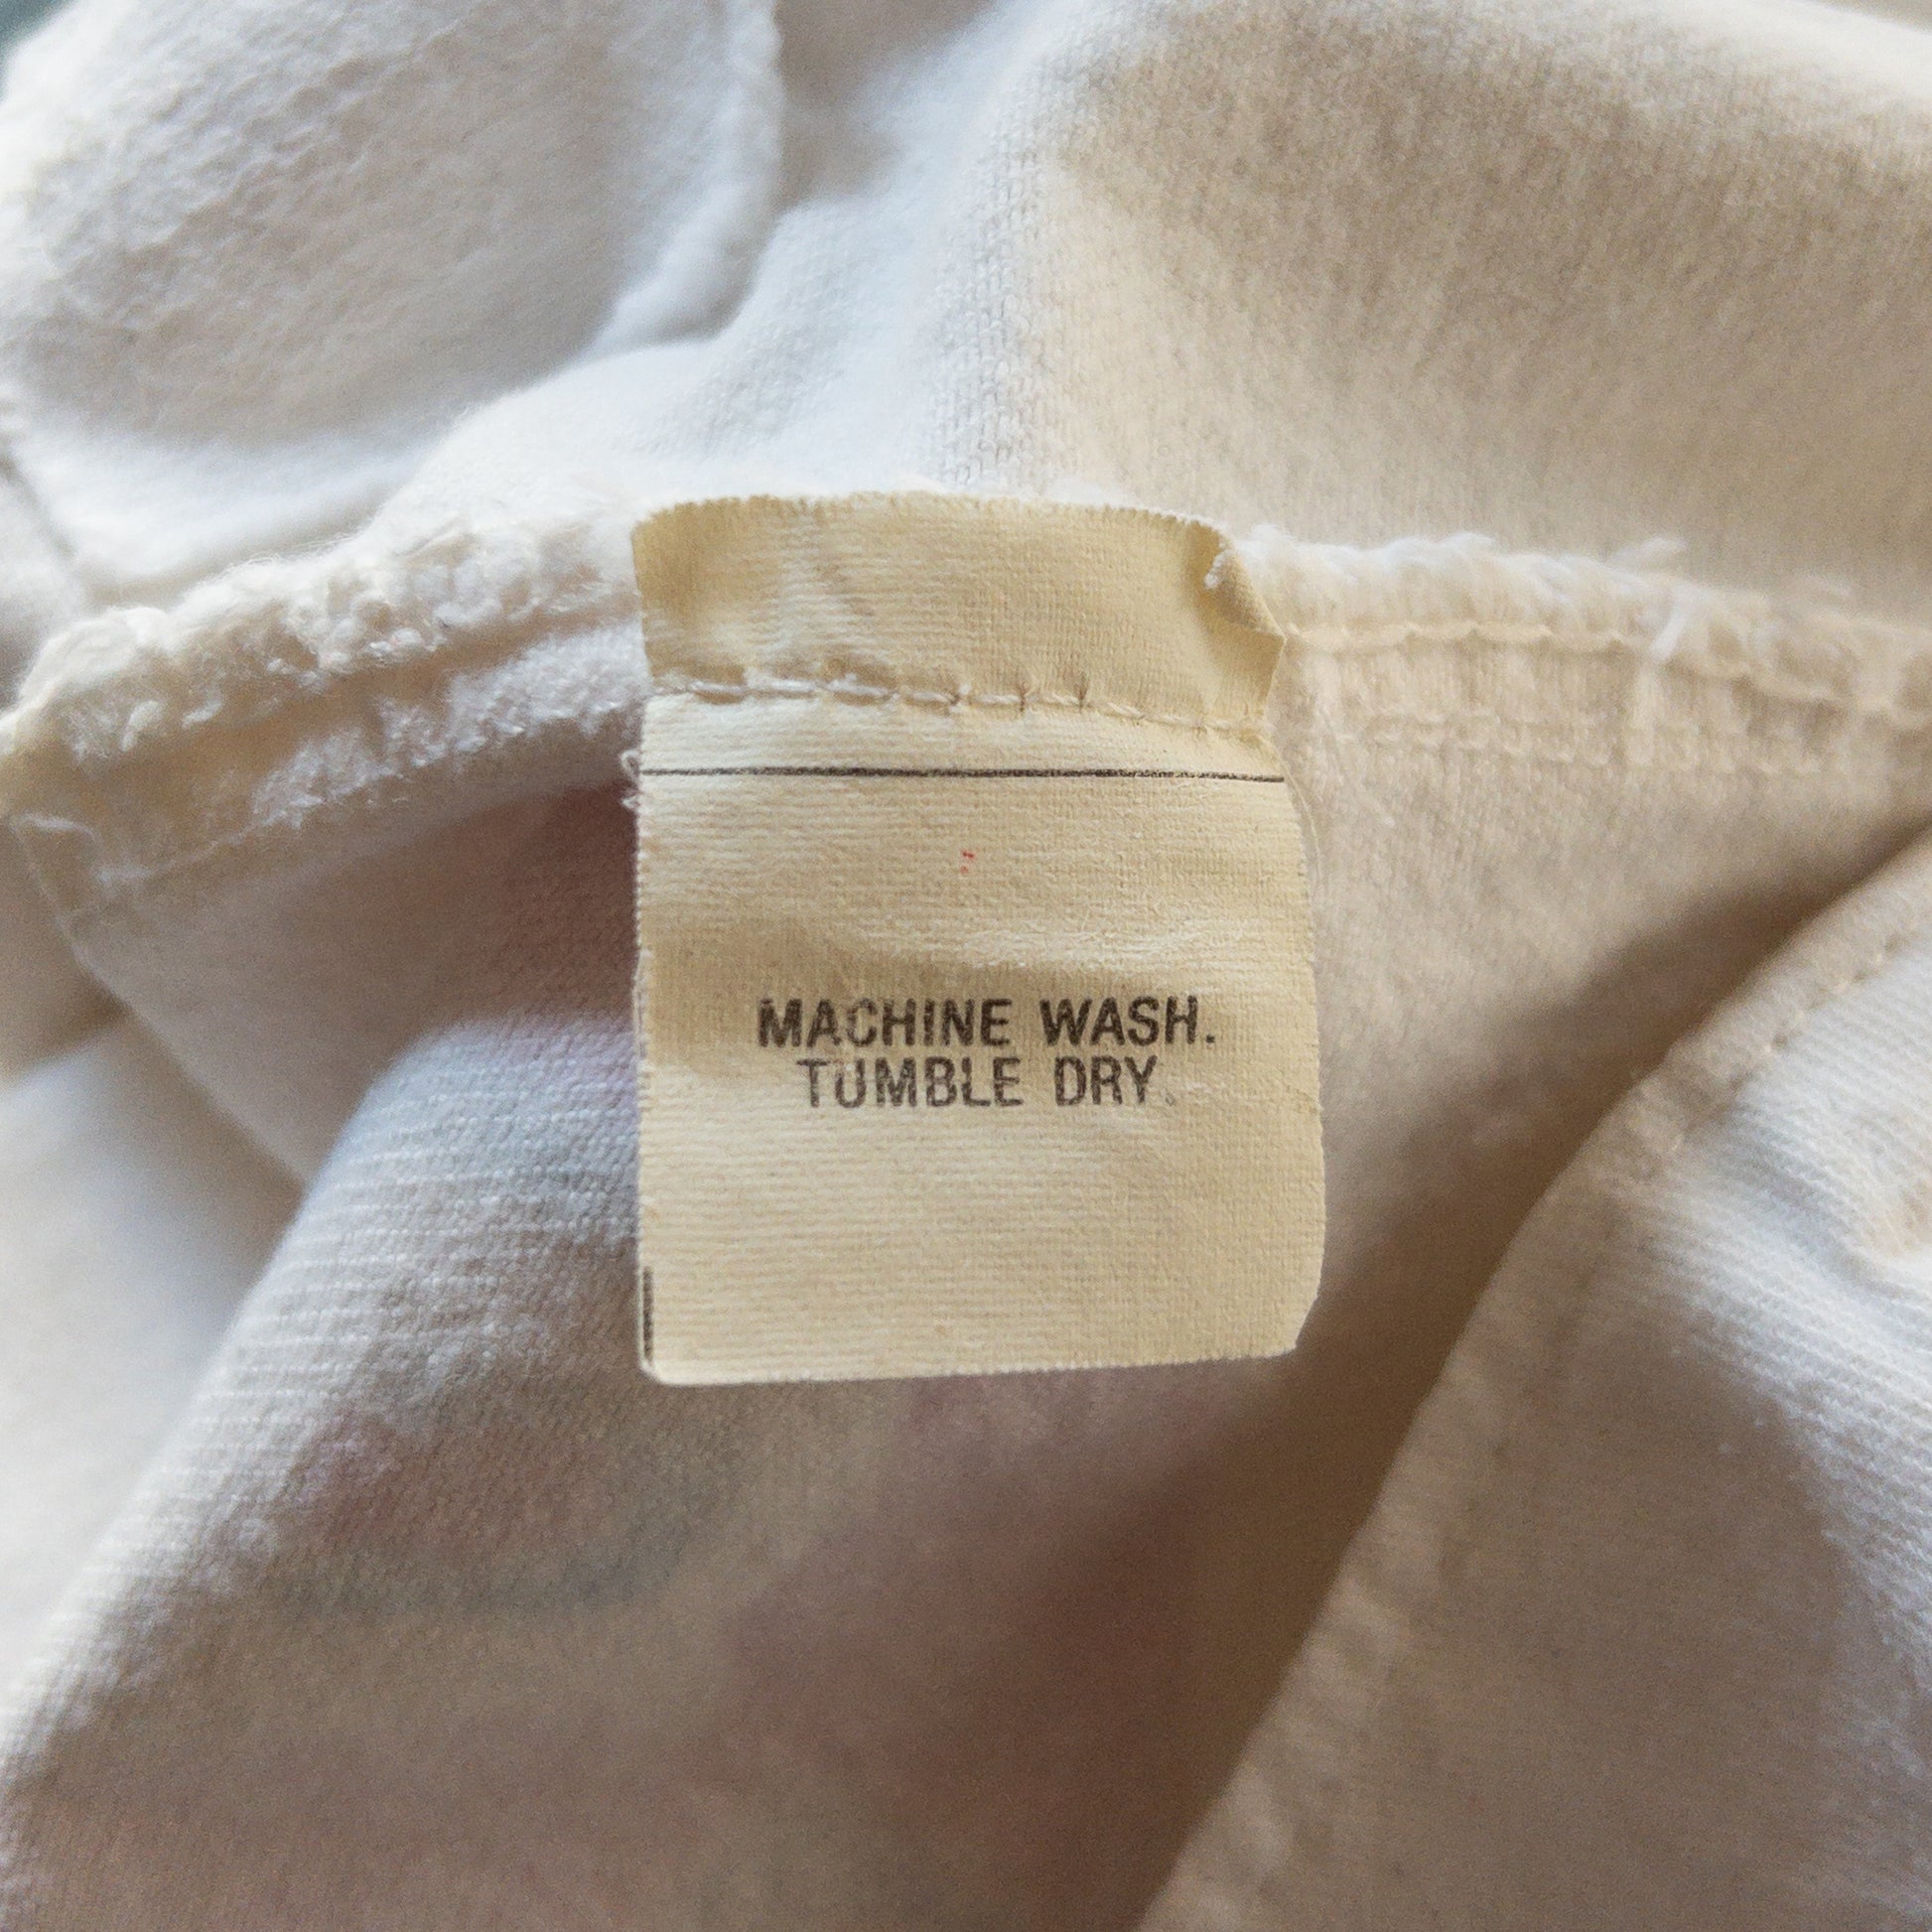 MACHINE WASH.
TUMBLE DRY.